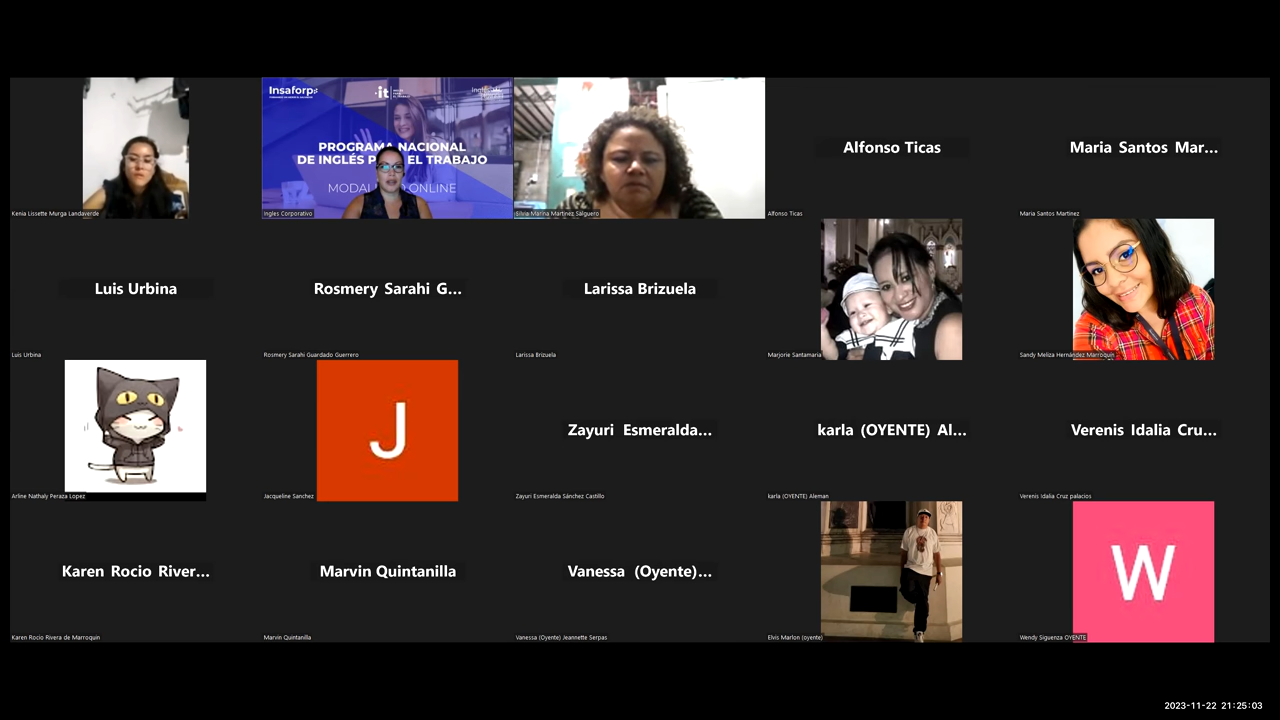 Insaforp
it
PROGRAMA NACIONAL
DE INGLÉS P EL TRABAJO
MODAL ONLINE
Alfonso Ticas
Maria Santos Mar...
Kenia Lissette Murga Landaverde
Ingles Corporativo
Silvia Marina Martinez Salguero
Alfonso Ticas
Maria Santos Martinez
Luis Urbina
Rosmery Sarahi G...
Larissa Brizuela
Luis Urbina
Rosmery Sarahi Guardado Guerrero
Larissa Brizuela
Marjorie Santamaria
Sandy Meliza Hernández Marroquin
J
Zayuri Esmeralda...
karla (OYENTE) Al...
Verenis Idalia Cru...
Arline Nathaly Peraza Lopez
Jacqueline Sanchez
Zayuri Esmeralda Sánchez Castillo
karla (OYENTE) Aleman
Verenis Idalia Cruz palacios
Karen Rocio River...
Marvin Quintanilla
Vanessa (Oyente)...
W
Karen Rocio Rivera de Marroquin
Marvin Quintanilla
Vanessa (Oyente) Jeannette Serpas
Elvis Marlon (oyente)
Wendy Siguenza OYENTE
2023-11-22 21:25:03